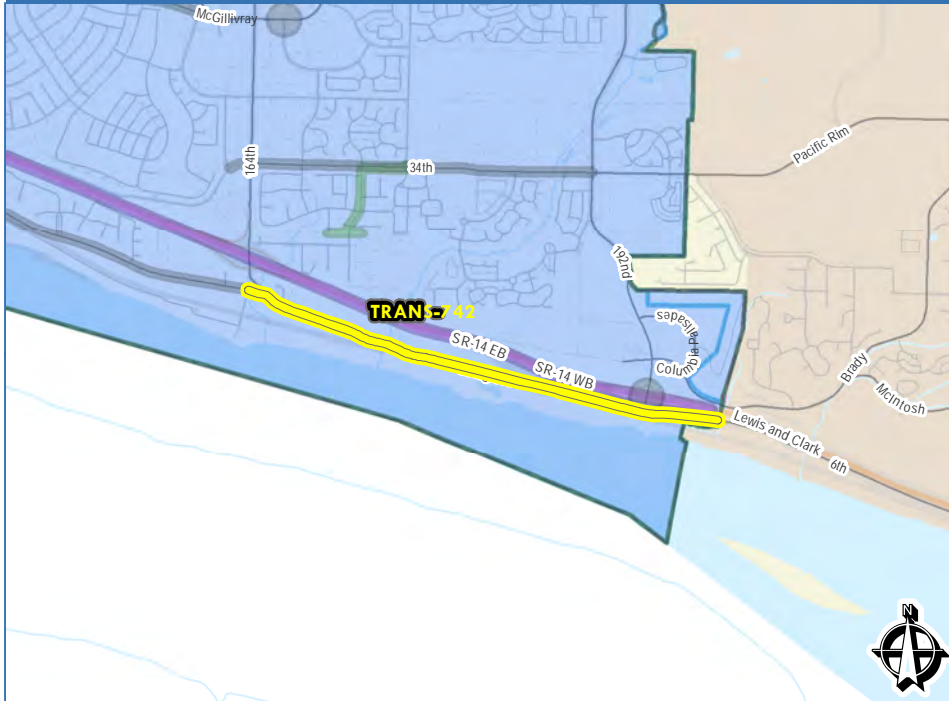 McGillivray
164th
34th
Pacific Rim
192nd
TRANS-742
SR-14 EB
SR-14 WB
Columbia Palisades
Brady
McIntosh
Lewis and Clark
6th
N